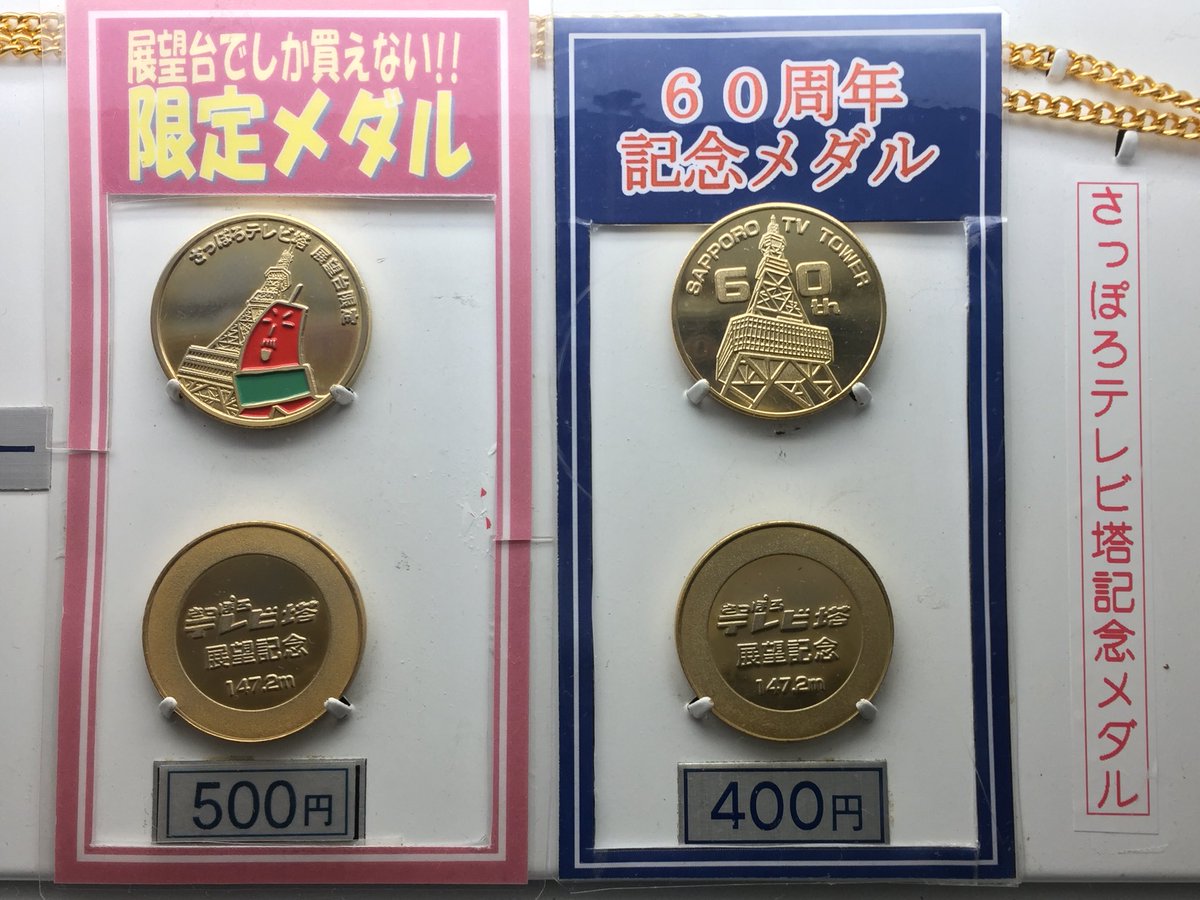 展望台でしか買えない!!
限定メダル
さっぽろテレビ塔 展望台限定
さっぽろテレビ塔
展望記念
147.2m
500円
60周年
記念メダル
SAPPORO TV TOWER
60th
さっぽろテレビ塔
展望記念
147.2m
400円
さっぽろテレビ塔記念メダル